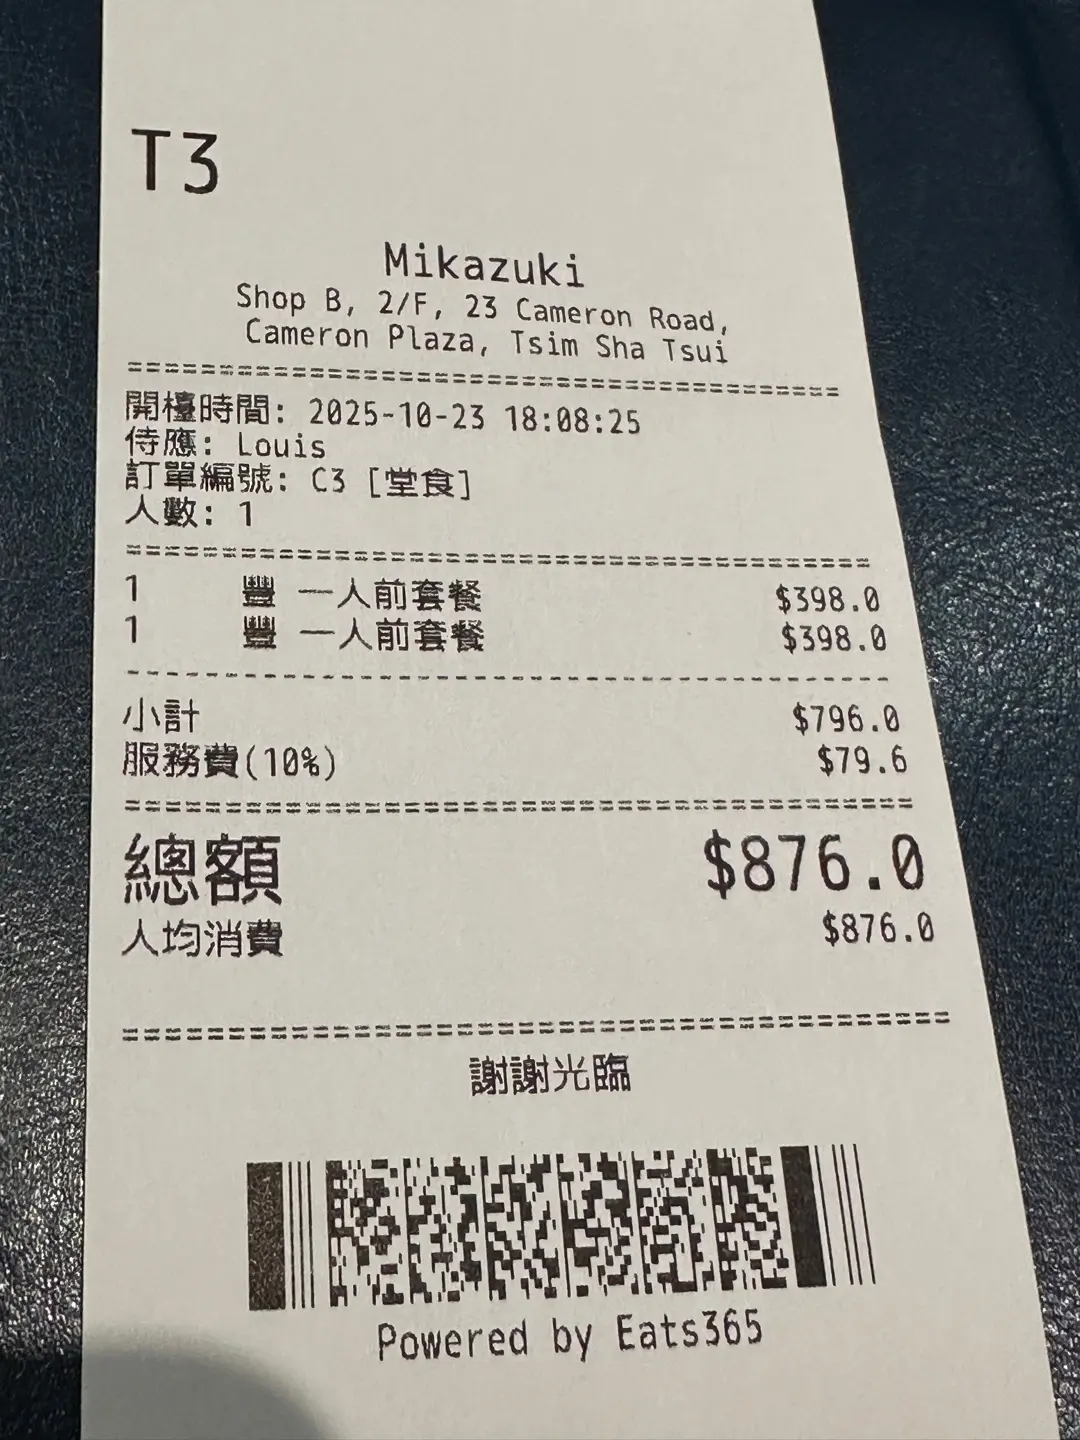 T3
Mikazuki
Shop B, 2/F, 23 Cameron Road,
Cameron Plaza, Tsim Sha Tsui
開檯時間: 2025-10-23 18:08:25
侍應: Louis
訂單編號: C3 [堂食]
人數: 1
1 豐 一人前套餐 $398.0
1 豐 一人前套餐 $398.0
小計 $796.0
服務費(10%) $79.6
總額 $876.0
人均消費 $876.0
謝謝光臨
Powered by Eats365